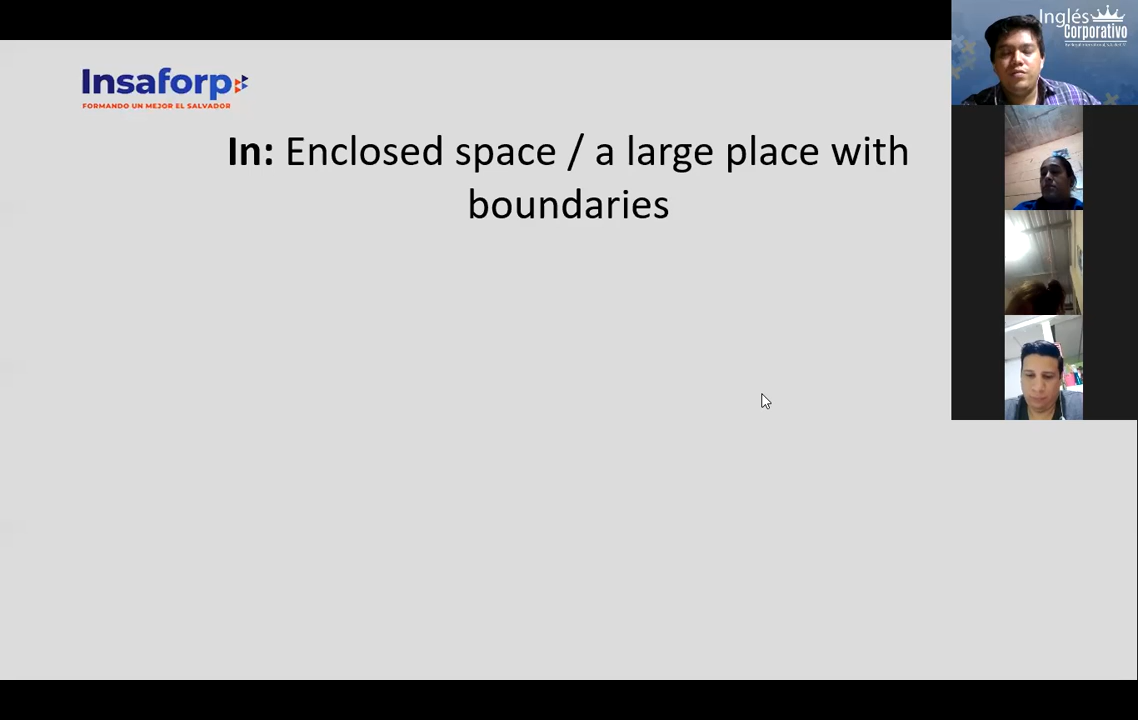 Inglés
Corporativo
Insaforp
FORMANDO UN MEJOR EL SALVADOR
In: Enclosed space / a large place with
boundaries